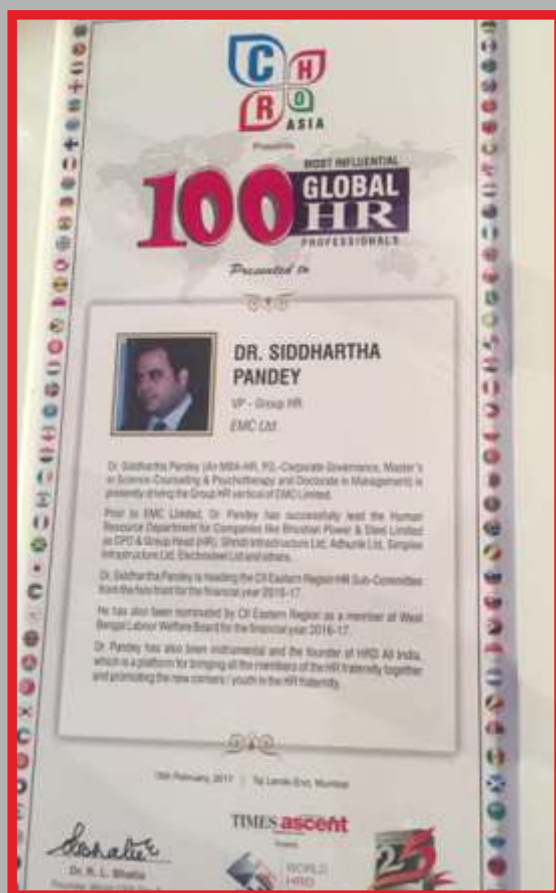 CHRO
ASIA
Presents
100
MOST INFLUENTIAL
GLOBAL
HR
PROFESSIONALS
Presented to
DR. SIDDHARTHA
PANDEY
VP - Group HR
EMC Ltd
Dr. Siddhartha Pandey (An MBA-HR, PG,-Corporate Governance, Master's
in Science-Counseling & Psychotherapy and Doctorate in Management) is
presently driving the Group HR vertical of EMC Limited.
Prior to EMC Limited, Dr. Pandey has successfully lead the Human
Resource Department for Companies like Bhushan Power & Steel Limited
as CPO & Group Head (HR), Shristi Infrastructure Ltd, Adhunik Ltd, Simplex
Infrastructure Ltd, Electrosteel Ltd and others.
Dr. Siddhartha Pandey is heading the CII Eastern Region HR Sub-Committee
from the fore front for the financial year 2016-17.
He has also been nominated by CII Eastern Region as a member of West
Bengal Labour Welfare Board for the financial year 2016-17.
Dr. Pandey has also been instrumental and the founder of HRD All India,
which is a platform for bringing all the members of the HR fraternity together
and promoting the new comers / youth in the HR fraternity.
February, 2017 | Taj Lands End, Mumbai
TIMES ascent
Dr. R. L. Bhatia
WORLD
HRD
25